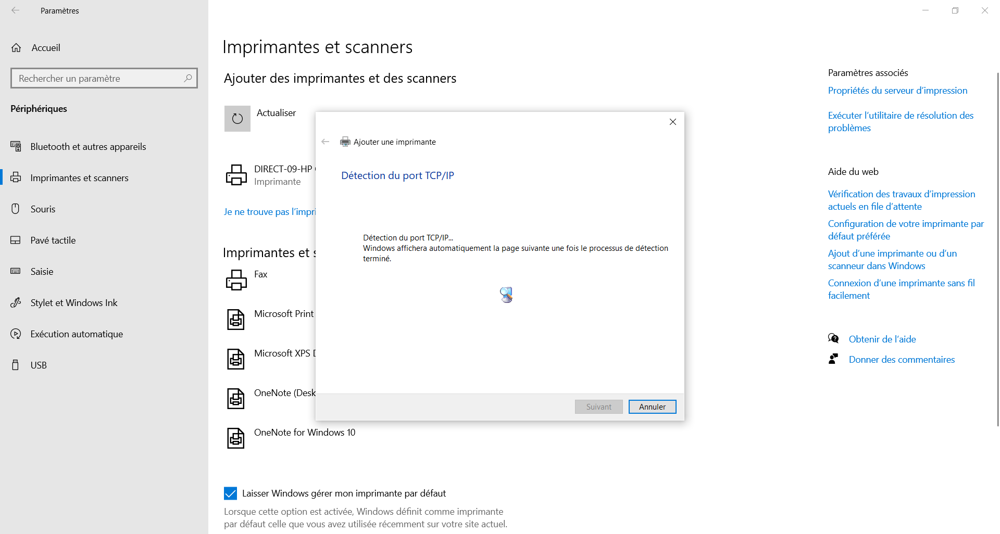 Paramètres
Accueil
Rechercher un paramètre
Périphériques
Bluetooth et autres appareils
Imprimantes et scanners
Souris
Pavé tactile
Saisie
Stylet et Windows Ink
Exécution automatique
USB
Imprimantes et scanners
Ajouter des imprimantes et des scanners
Actualiser
DIRECT-09-HP
Imprimante
Je ne trouve pas l'impri
Imprimantes et s
Fax
Microsoft Print
Microsoft XPS D
OneNote (Desk
OneNote for Windows 10
Laisser Windows gérer mon imprimante par défaut
Lorsque cette option est activée, Windows définit comme imprimante
par défaut celle que vous avez utilisée récemment sur votre site actuel.
Ajouter une imprimante
Détection du port TCP/IP
Détection du port TCP/IP...
Windows affichera automatiquement la page suivante une fois le processus de détection
terminé.
Suivant
Annuler
Paramètres associés
Propriétés du serveur d'impression
Exécuter l'utilitaire de résolution des
problèmes
Aide du web
Vérification des travaux d'impression
actuels en file d'attente
Configuration de votre imprimante par
défaut préférée
Ajout d'une imprimante ou d'un
scanneur dans Windows
Connexion d'une imprimante sans fil
facilement
Obtenir de l'aide
Donner des commentaires